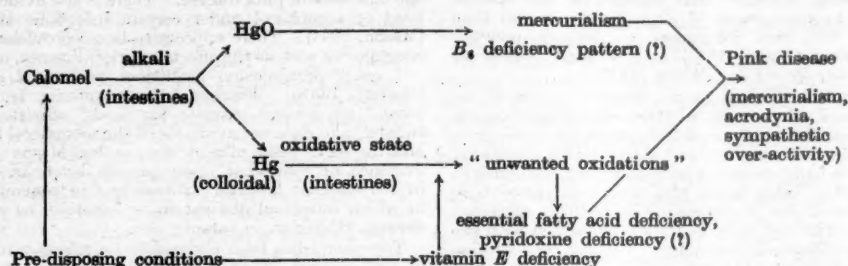 HgO
mercurialism
B₆ deficiency pattern (?)
Calomel
alkali
(intestines)
Pink disease
(mercurialism,
acrodynia,
sympathetic
over-activity)
Hg
(colloidal)
oxidative state
(intestines)
"unwanted oxidations"
essential fatty acid deficiency,
pyridoxine deficiency (?)
Pre-disposing conditions
vitamin E deficiency